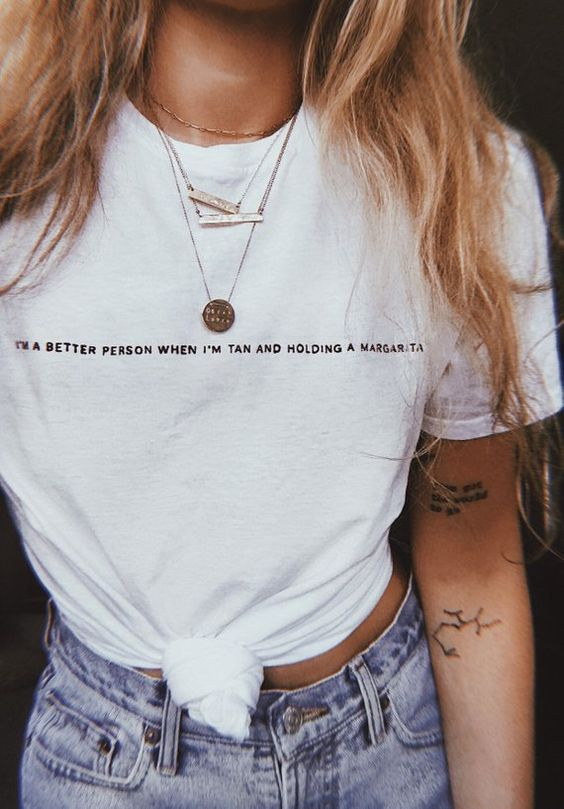 I'M A BETTER PERSON WHEN I'M TAN AND HOLDING A MARGARITA